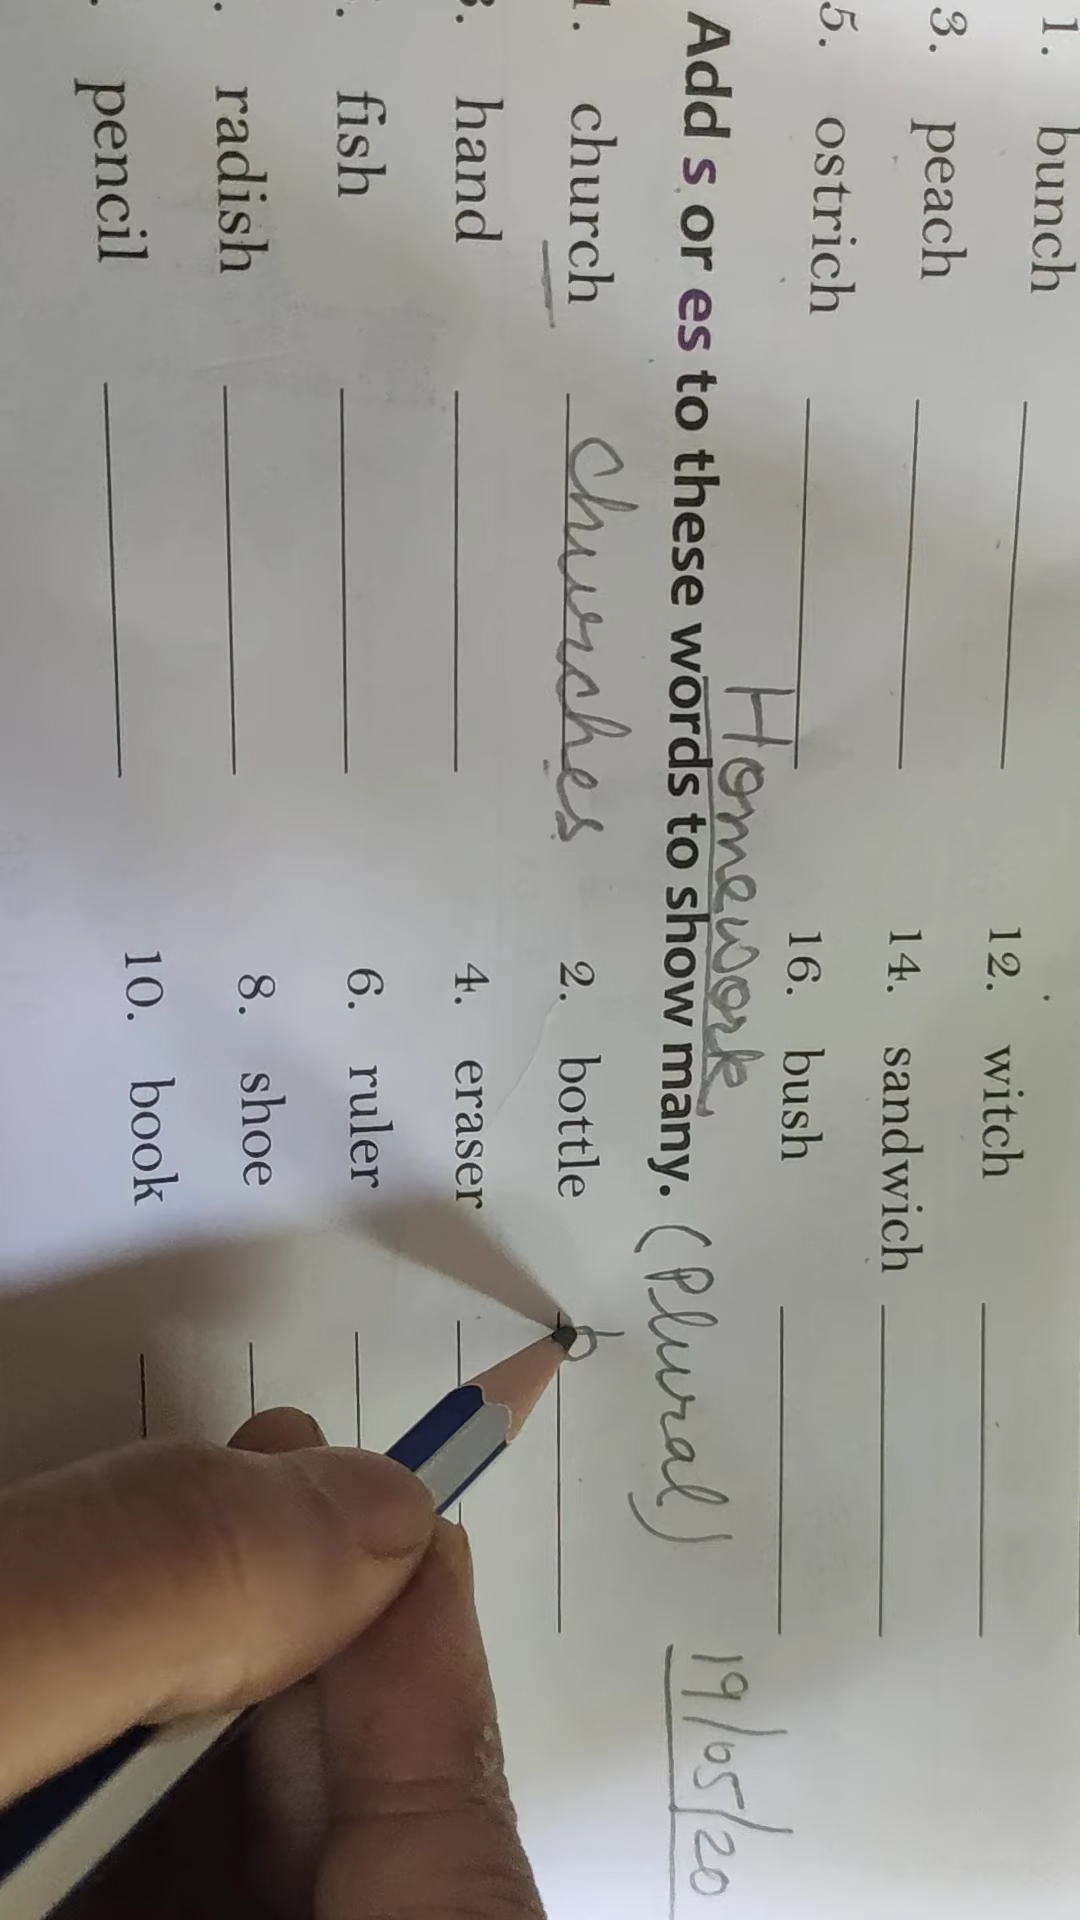 1. bunch
12. witch
3. peach
14. sandwich
5. ostrich
16. bush
Homework
19/05/20
Add s or es to these words to show many. (Plural)
1. church churches
2. bottle b
3. hand
4. eraser
fish
6. ruler
radish
8. shoe
pencil
10. book